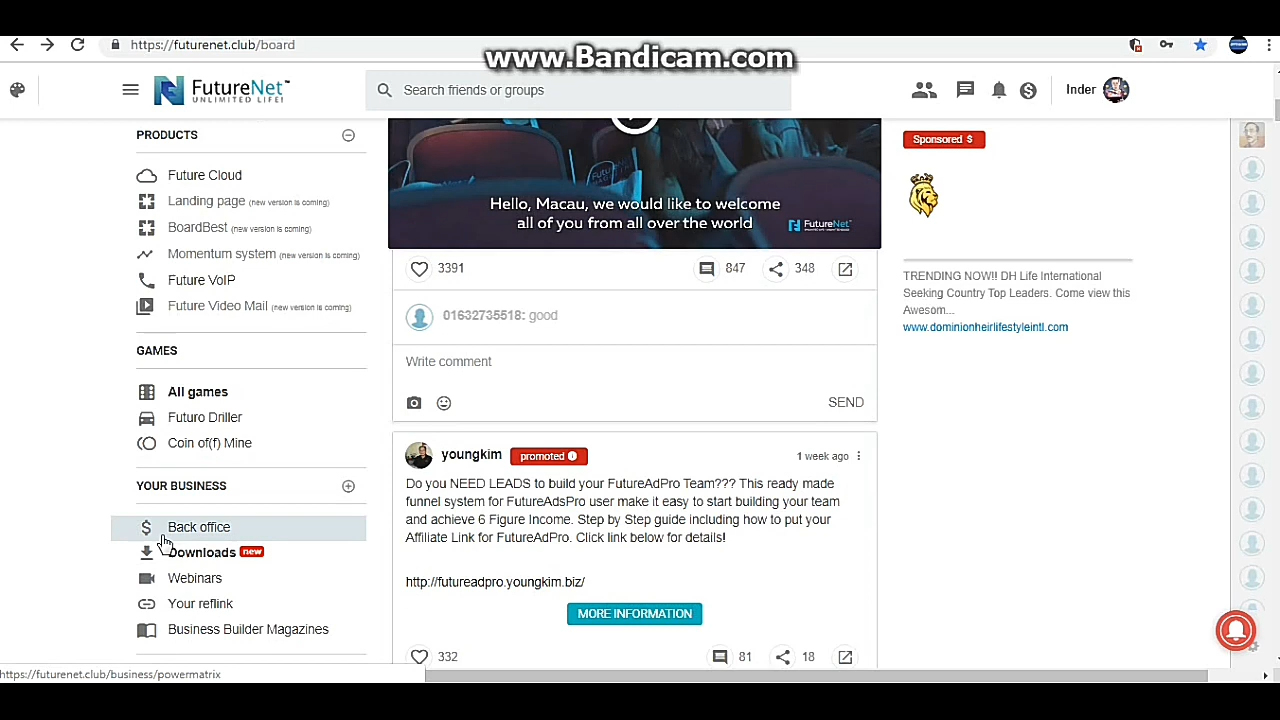 https://futurenet.club/board
www.Bandicam.com
FutureNet™
UNLIMITED LIFE!
Search friends or groups
Inder
PRODUCTS
Future Cloud
Landing page (new version is coming)
BoardBest (new version is coming)
Momentum system (new version is coming)
Future VoIP
Future Video Mail (new version is coming)
GAMES
All games
Futuro Driller
Coin of(f) Mine
YOUR BUSINESS
Back office
Downloads new
Webinars
Your reflink
Business Builder Magazines
https://futurenet.club/business/powermatrix
Hello, Macau, we would like to welcome
all of you from all over the world
FutureNet
3391
847
348
01632735518: good
Write comment
SEND
youngkim
promoted
1 week ago
Do you NEED LEADS to build your FutureAdPro Team??? This ready made
funnel system for FutureAdsPro user make it easy to start building your team
and achieve 6 Figure Income. Step by Step guide including how to put your
Affiliate Link for FutureAdPro. Click link below for details!
http://futureadpro.youngkim.biz/
MORE INFORMATION
332
81
18
Sponsored $
TRENDING NOW!! DH Life International
Seeking Country Top Leaders. Come view this
Awesom...
www.dominionheirlifestyleintl.com